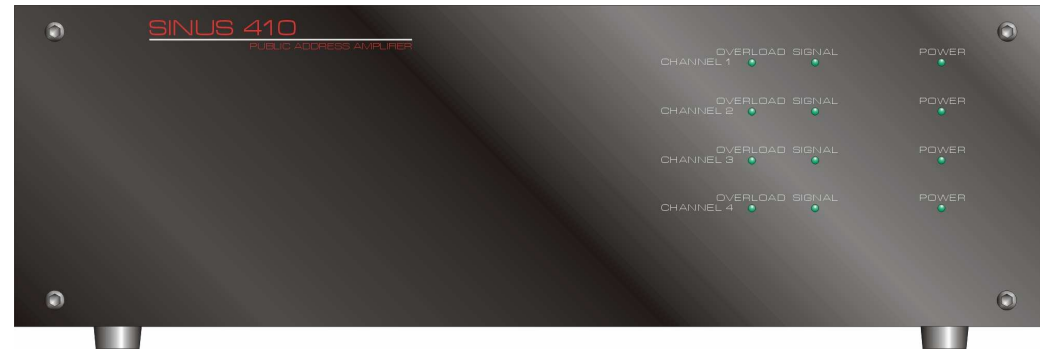 SINUS 410
PUBLIC ADDRESS AMPLIFIER
OVERLOAD SIGNAL POWER
CHANNEL 1
OVERLOAD SIGNAL POWER
CHANNEL 2
OVERLOAD SIGNAL POWER
CHANNEL 3
OVERLOAD SIGNAL POWER
CHANNEL 4